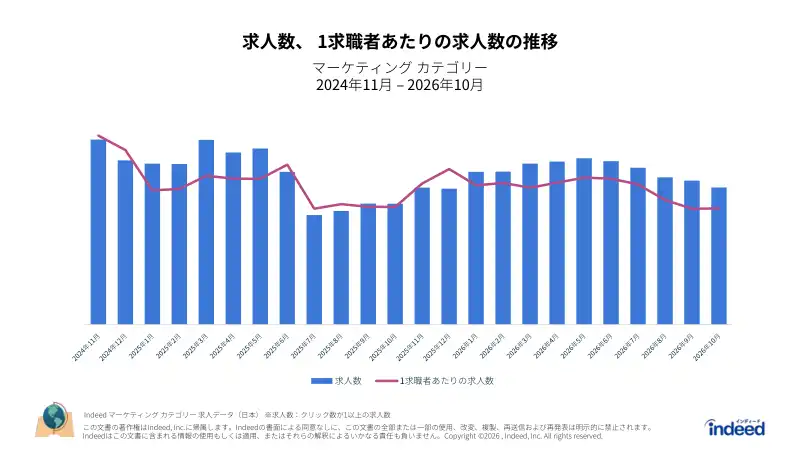 求人数、 1求職者あたりの求人数の推移
マーケティング カテゴリー
2024年11月 – 2026年10月
2024年11月
2024年12月
2025年1月
2025年2月
2025年3月
2025年4月
2025年5月
2025年6月
2025年7月
2025年8月
2025年9月
2025年10月
2025年11月
2025年12月
2026年1月
2026年2月
2026年3月
2026年4月
2026年5月
2026年6月
2026年7月
2026年8月
2026年9月
2026年10月
求人数 1求職者あたりの求人数
Indeed マーケティング カテゴリー 求人データ（日本） ※求人数：クリック数が1以上の求人数
この文書の著作権はIndeed, Inc.に帰属します。Indeedの書面による同意なしに、この文書の全部または一部の使用、改変、複製、再送信および再発表は明示的に禁止されます。
Indeedはこの文書に含まれる情報の使用もしくは適用、またはそれらの解釈によるいかなる責任も負いません。Copyright ©2026 , Indeed, Inc. All rights reserved.
インディード
indeed